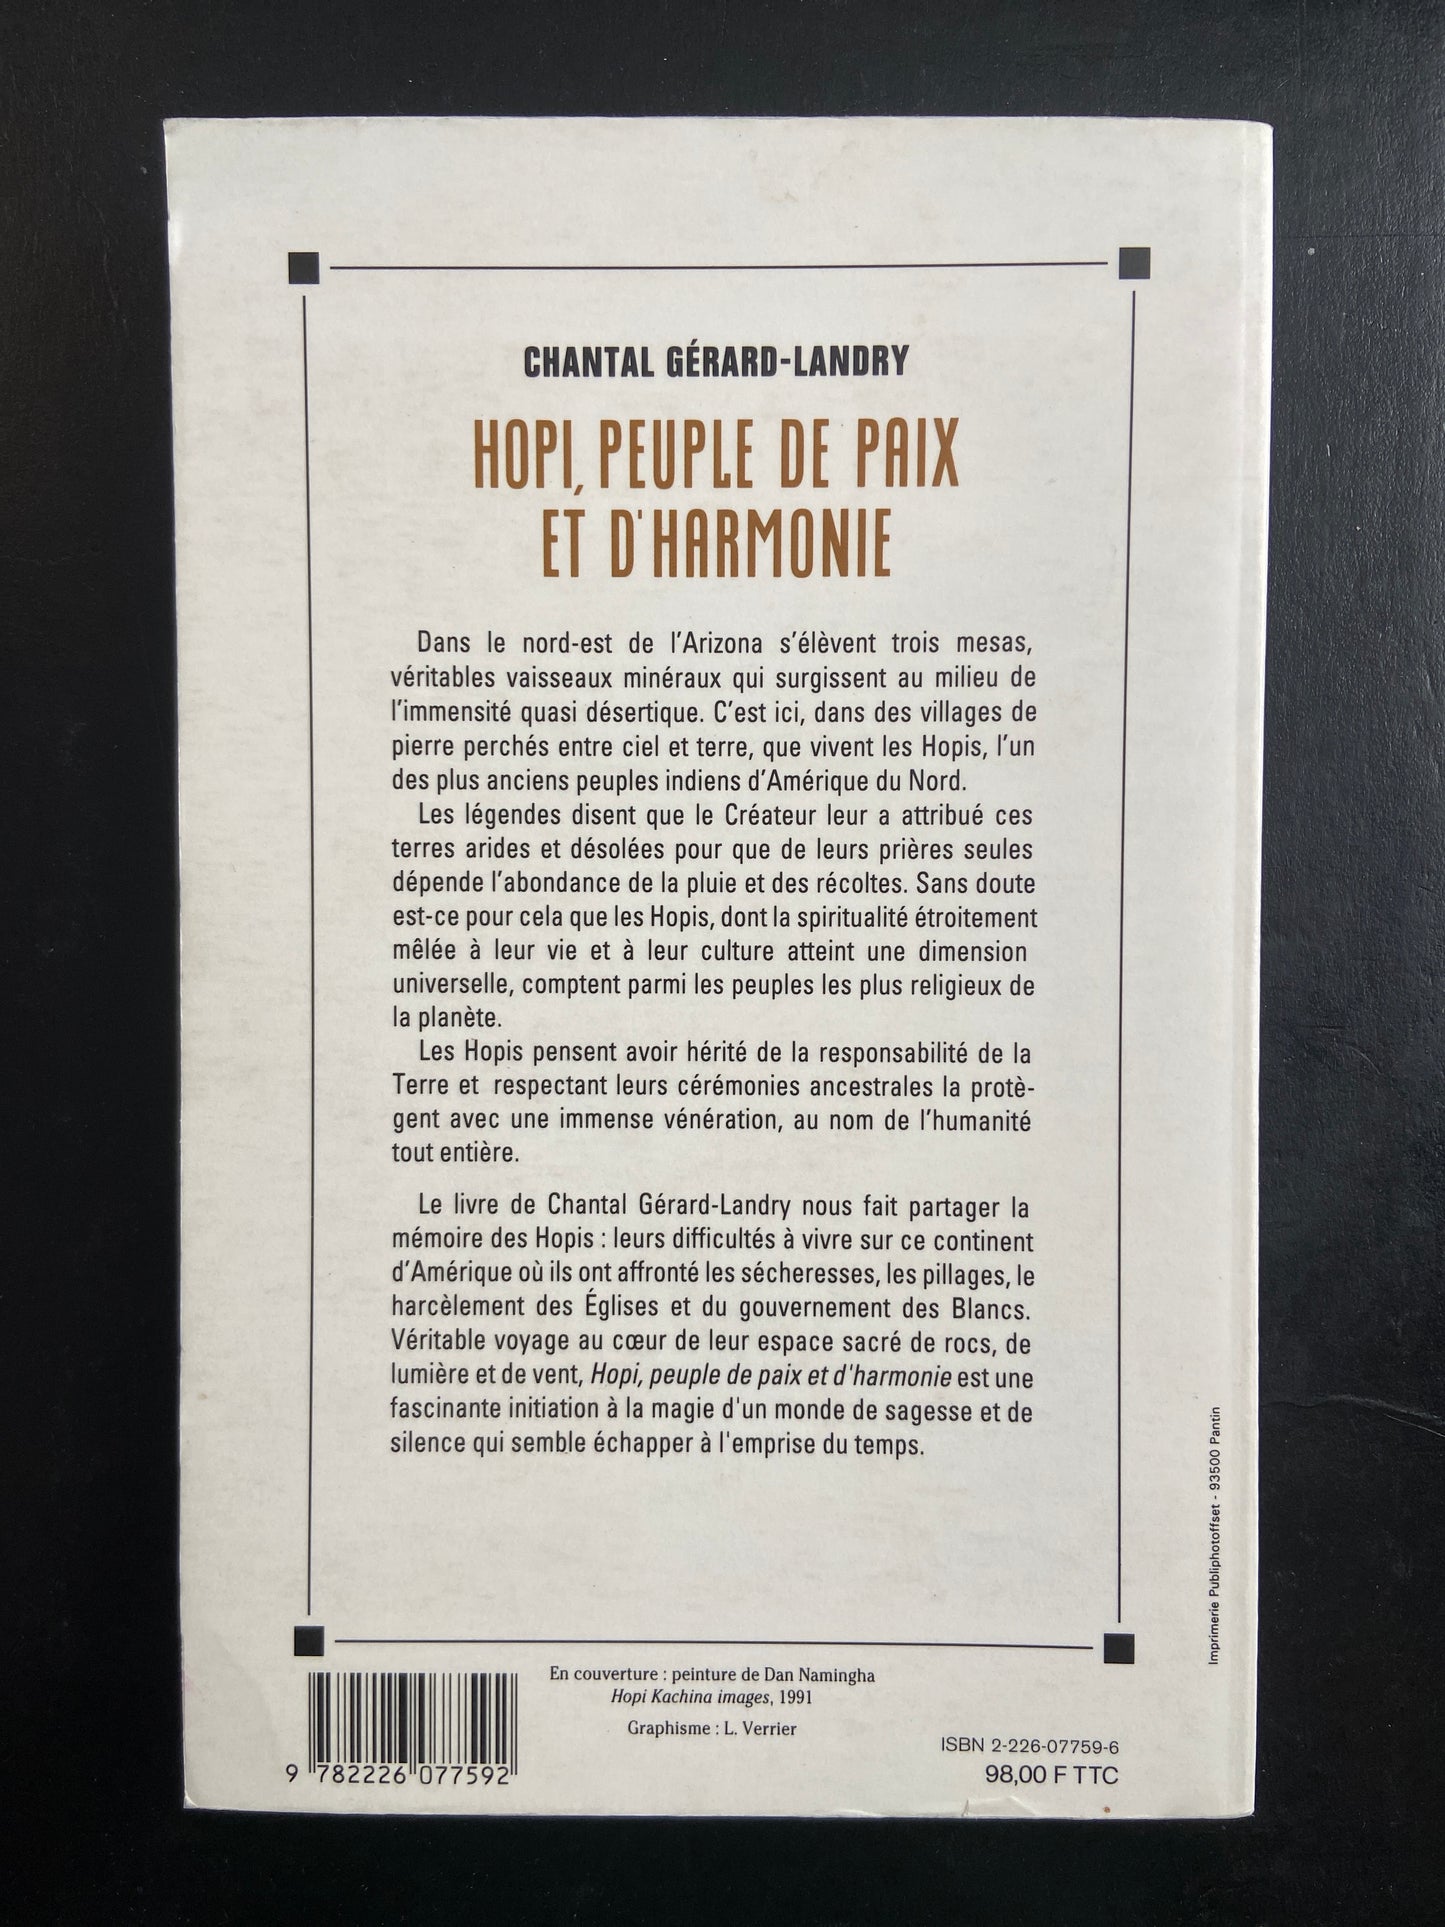 CHANTAL GÉRARD-LANDRY
HOPI, PEUPLE DE PAIX
ET D'HARMONIE
Dans le nord-est de l'Arizona s'élèvent trois mesas,
véritables vaisseaux minéraux qui surgissent au milieu de
l'immensité quasi désertique. C'est ici, dans des villages de
pierre perchés entre ciel et terre, que vivent les Hopis, l'un
des plus anciens peuples indiens d'Amérique du Nord.
Les légendes disent que le Créateur leur a attribué ces
terres arides et désolées pour que de leurs prières seules
dépende l'abondance de la pluie et des récoltes. Sans doute
est-ce pour cela que les Hopis, dont la spiritualité étroitement
mêlée à leur vie et à leur culture atteint une dimension
universelle, comptent parmi les peuples les plus religieux de
la planète.
Les Hopis pensent avoir hérité de la responsabilité de la
Terre et respectant leurs cérémonies ancestrales la protè-
gent avec une immense vénération, au nom de l'humanité
tout entière.
Le livre de Chantal Gérard-Landry nous fait partager la
mémoire des Hopis : leurs difficultés à vivre sur ce continent
d'Amérique où ils ont affronté les sécheresses, les pillages, le
harcèlement des Églises et du gouvernement des Blancs.
Véritable voyage au cœur de leur espace sacré de rocs, de
lumière et de vent, Hopi, peuple de paix et d'harmonie est une
fascinante initiation à la magie d'un monde de sagesse et de
silence qui semble échapper à l'emprise du temps.
Imprimerie Publiphotoffset - 93500 Pantin
En couverture : peinture de Dan Namingha
Hopi Kachina images, 1991
Graphisme : L. Verrier
9 782226 077592
ISBN 2-226-07759-6
98,00 F TTC